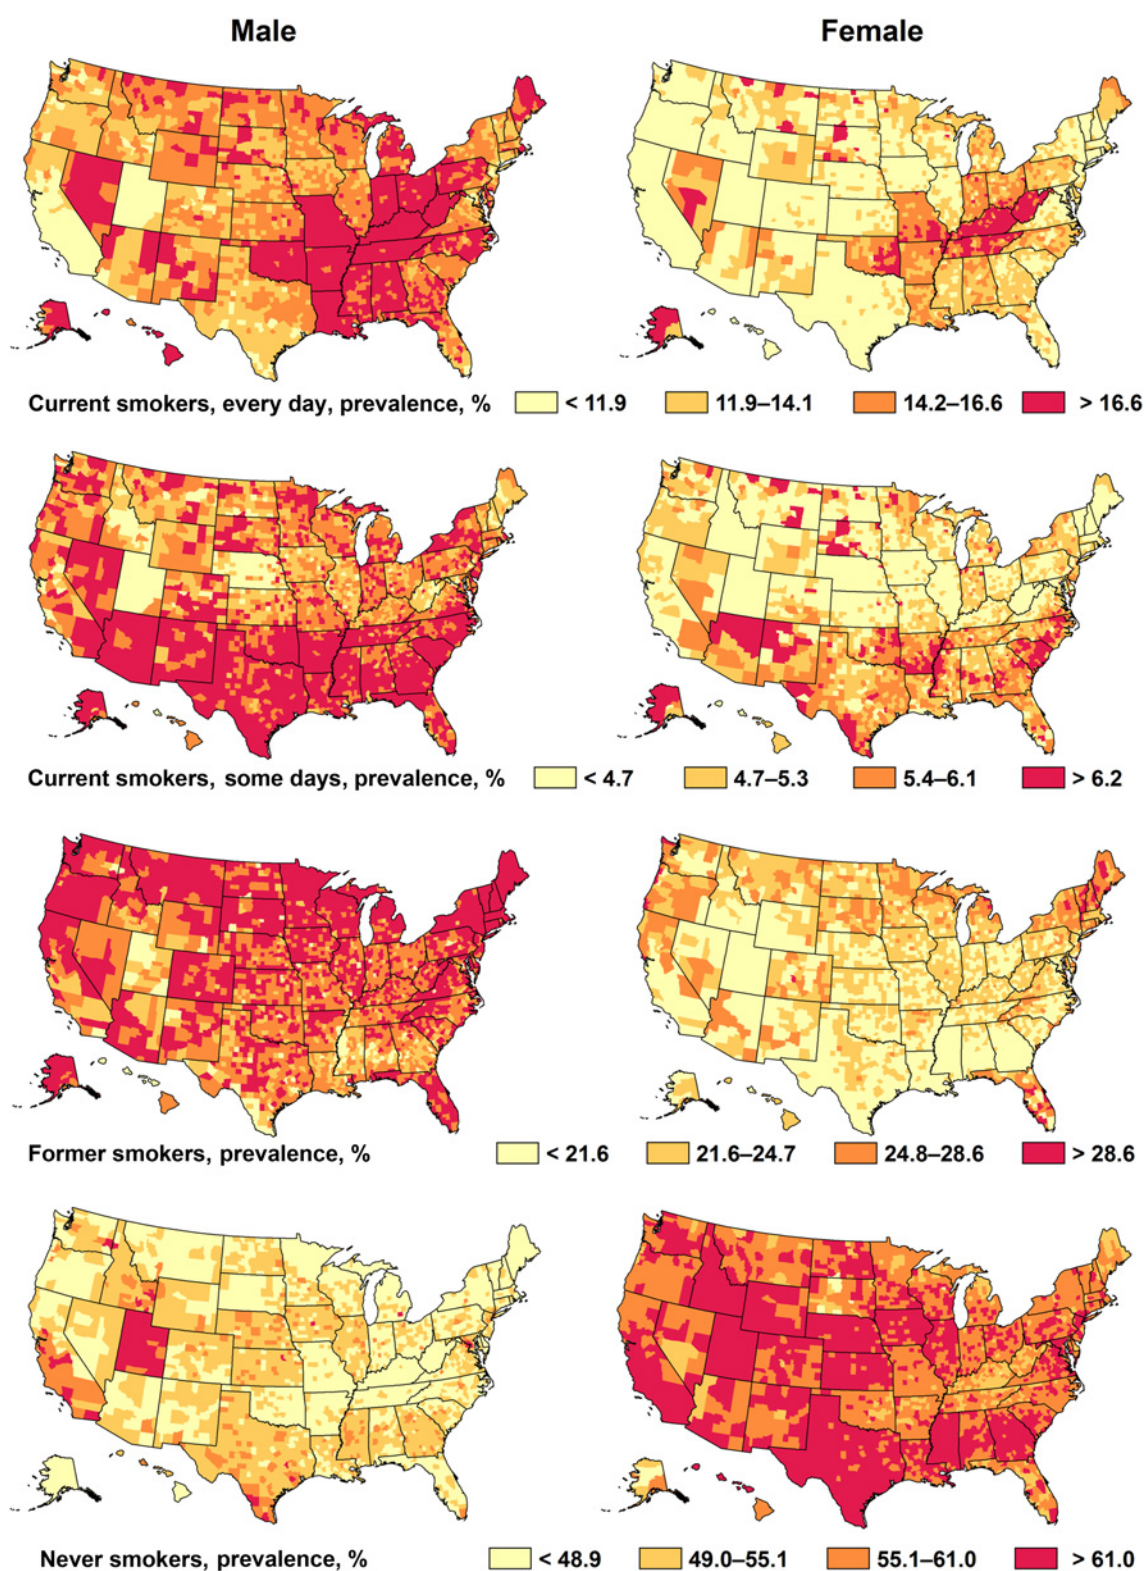 Male Female
Current smokers, every day, prevalence, % < 11.9 11.9–14.1 14.2–16.6 > 16.6
Current smokers, some days, prevalence, % < 4.7 4.7–5.3 5.4–6.1 > 6.2
Former smokers, prevalence, % < 21.6 21.6–24.7 24.8–28.6 > 28.6
Never smokers, prevalence, % < 48.9 49.0–55.1 55.1–61.0 > 61.0